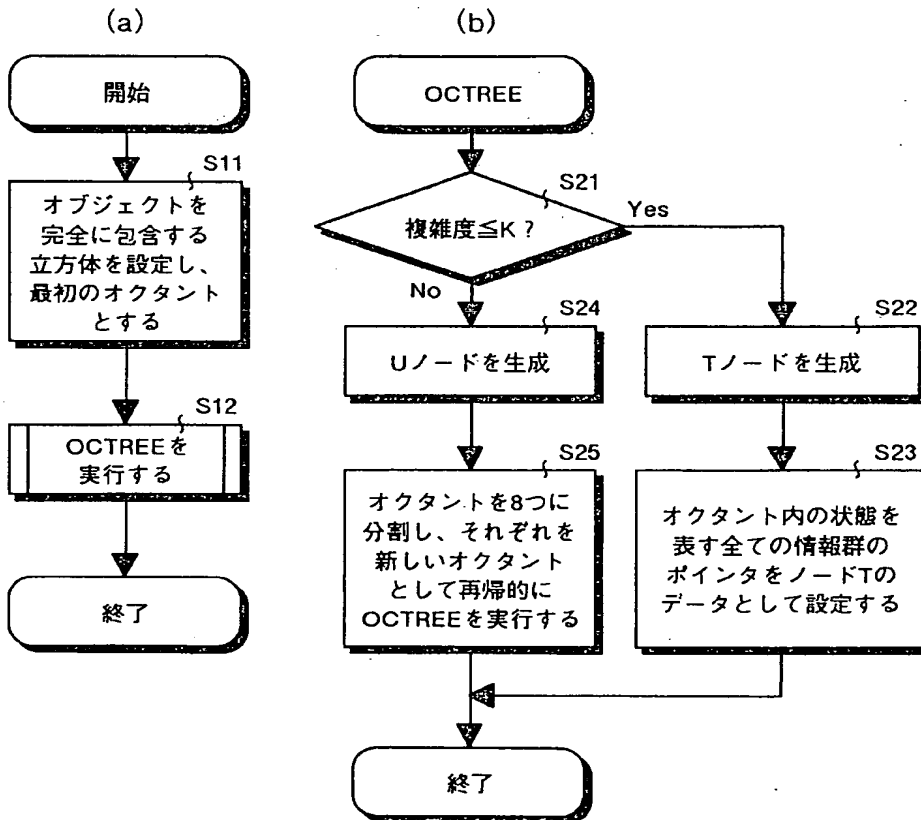 (a)
開始
S11
オブジェクトを
完全に包含する
立方体を設定し、
最初のオクタント
とする
S12
OCTREEを
実行する
終了
(b)
OCTREE
S21
複雑度≦K？
Yes
No
S24
Uノードを生成
S22
Tノードを生成
S25
オクタントを8つに
分割し、それぞれを
新しいオクタント
として再帰的に
OCTREEを実行する
S23
オクタント内の状態を
表す全ての情報群の
ポインタをノードTの
データとして設定する
終了